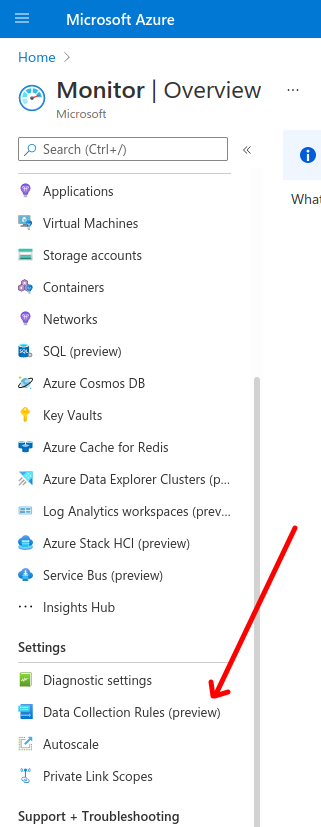 Microsoft Azure
Home
Monitor | Overview
...
Microsoft
Search (Ctrl+/)
«
What
Applications
Virtual Machines
Storage accounts
Containers
Networks
SQL (preview)
Azure Cosmos DB
Key Vaults
Azure Cache for Redis
Azure Data Explorer Clusters (p...
Log Analytics workspaces (prev...
Azure Stack HCI (preview)
Service Bus (preview)
Insights Hub
Settings
Diagnostic settings
Data Collection Rules (preview)
Autoscale
Private Link Scopes
Support + Troubleshooting